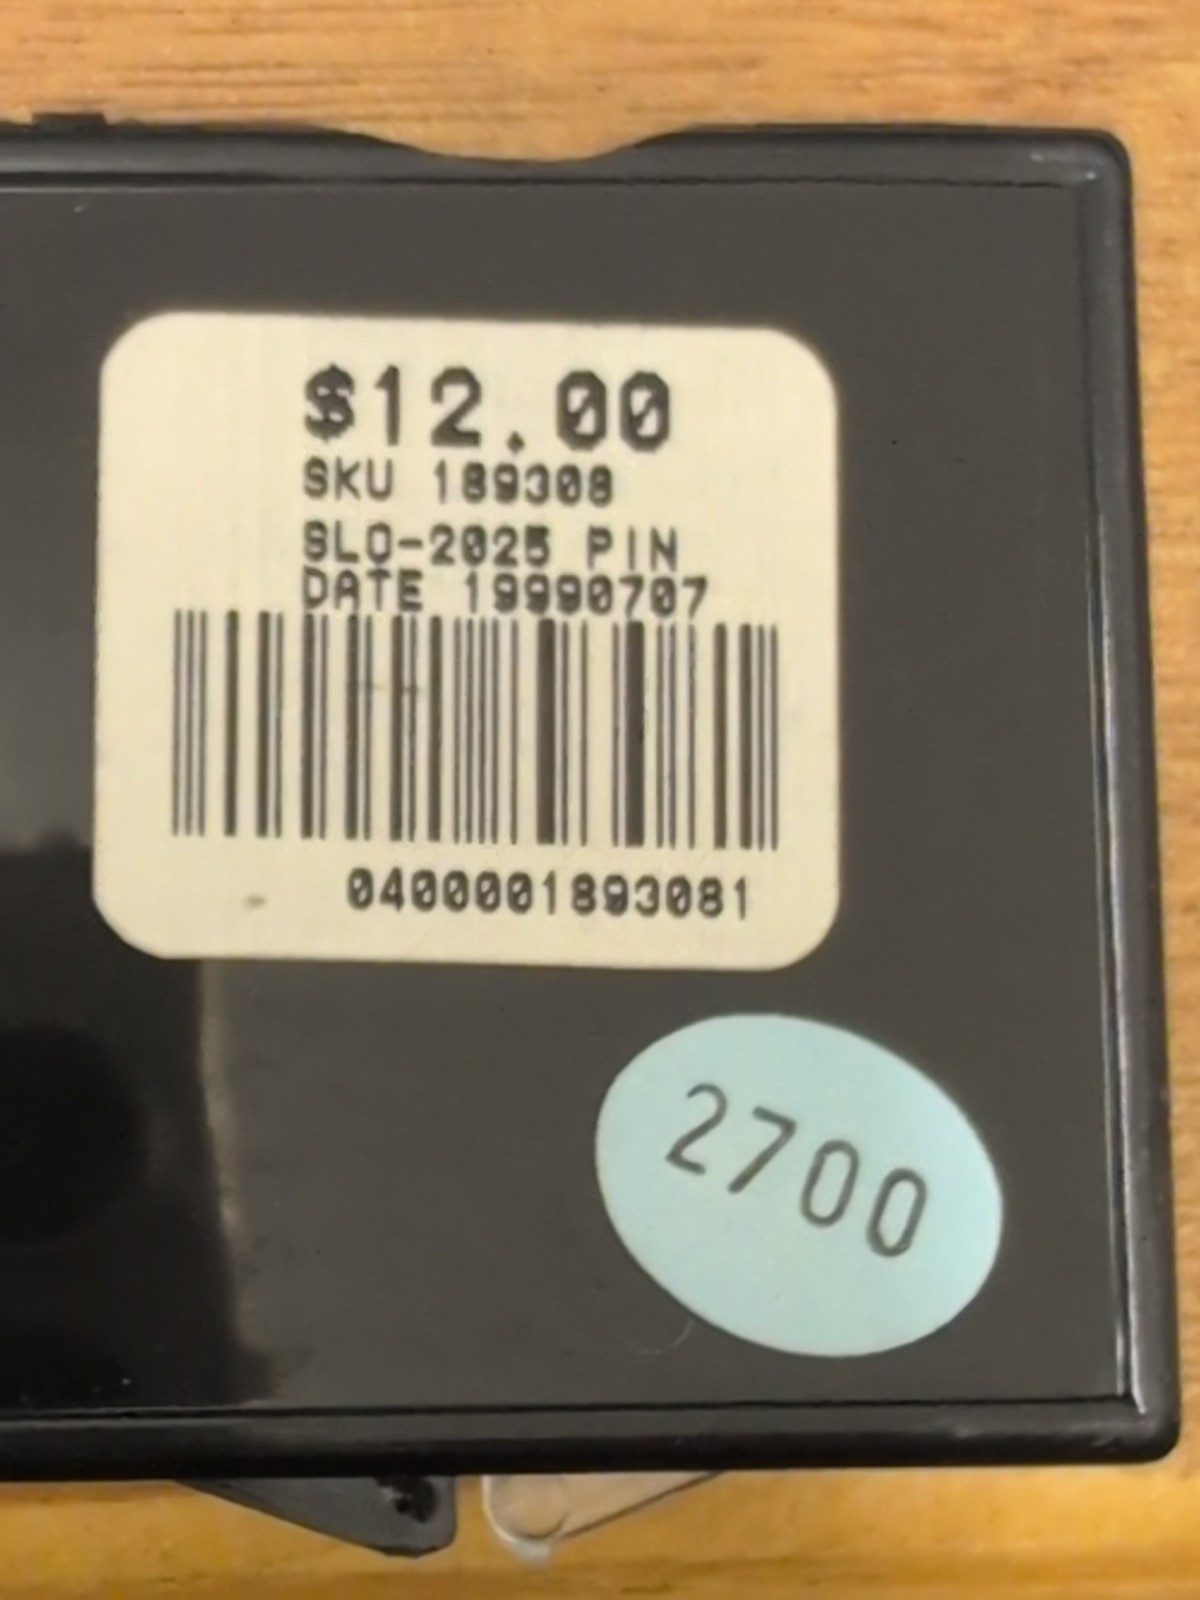 $12.00
SKU 189308
SLO-2025 PIN
DATE 19990707
0400001893081
2700